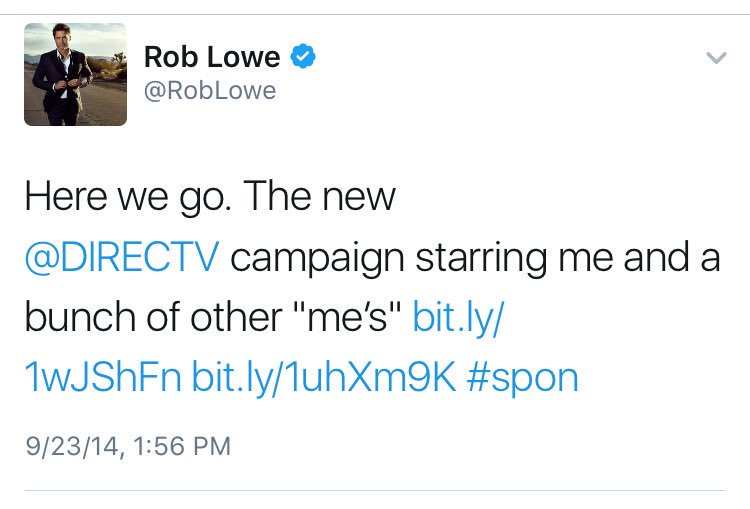 Rob Lowe
@RobLowe
Here we go. The new
@DIRECTV campaign starring me and a
bunch of other "me’s" bit.ly/
1wJShFn bit.ly/1uhXm9K #spon
9/23/14, 1:56 PM